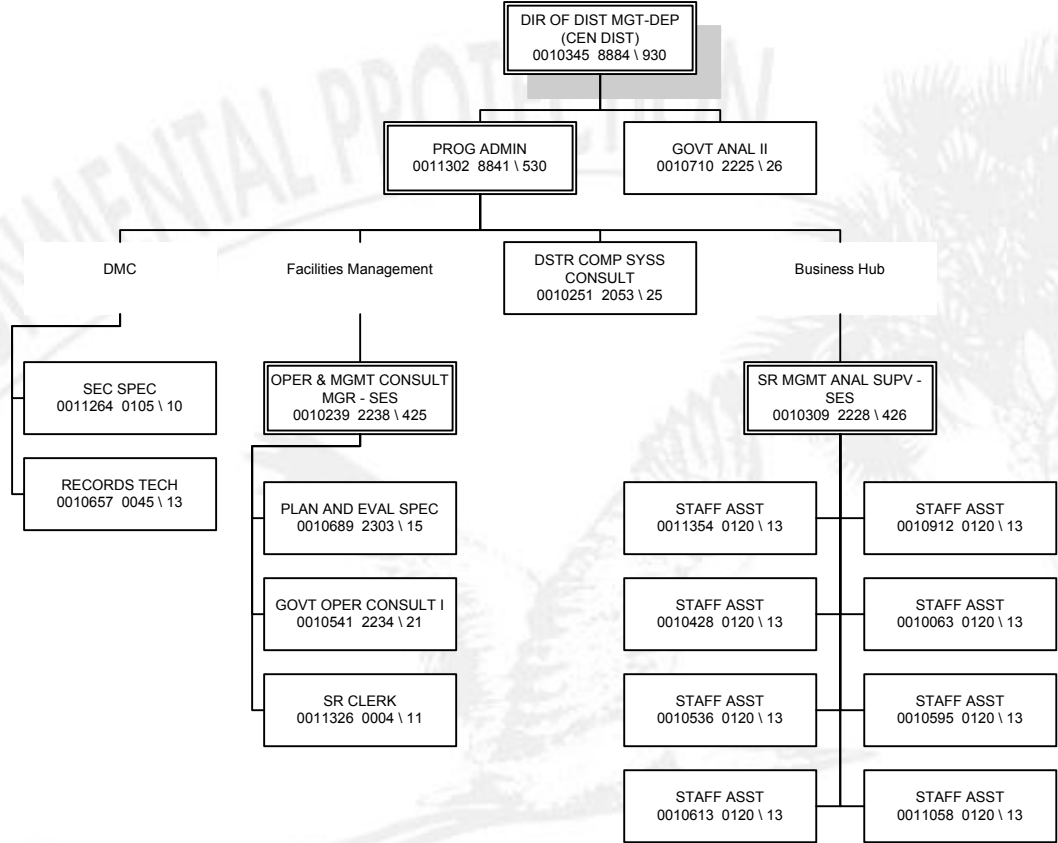 DIR OF DIST MGT-DEP
(CEN DIST)
0010345 8884 \ 930
PROG ADMIN
0011302 8841 \ 530
GOVT ANAL II
0010710 2225 \ 26
DMC
Facilities Management
DSTR COMP SYSS
CONSULT
0010251 2053 \ 25
Business Hub
SEC SPEC
0011264 0105 \ 10
OPER & MGMT CONSULT
MGR - SES
0010239 2238 \ 425
SR MGMT ANAL SUPV -
SES
0010309 2228 \ 426
RECORDS TECH
0010657 0045 \ 13
PLAN AND EVAL SPEC
0010689 2303 \ 15
STAFF ASST
0011354 0120 \ 13
STAFF ASST
0010912 0120 \ 13
GOVT OPER CONSULT I
0010541 2234 \ 21
STAFF ASST
0010428 0120 \ 13
STAFF ASST
0010063 0120 \ 13
SR CLERK
0011326 0004 \ 11
STAFF ASST
0010536 0120 \ 13
STAFF ASST
0010595 0120 \ 13
STAFF ASST
0010613 0120 \ 13
STAFF ASST
0011058 0120 \ 13